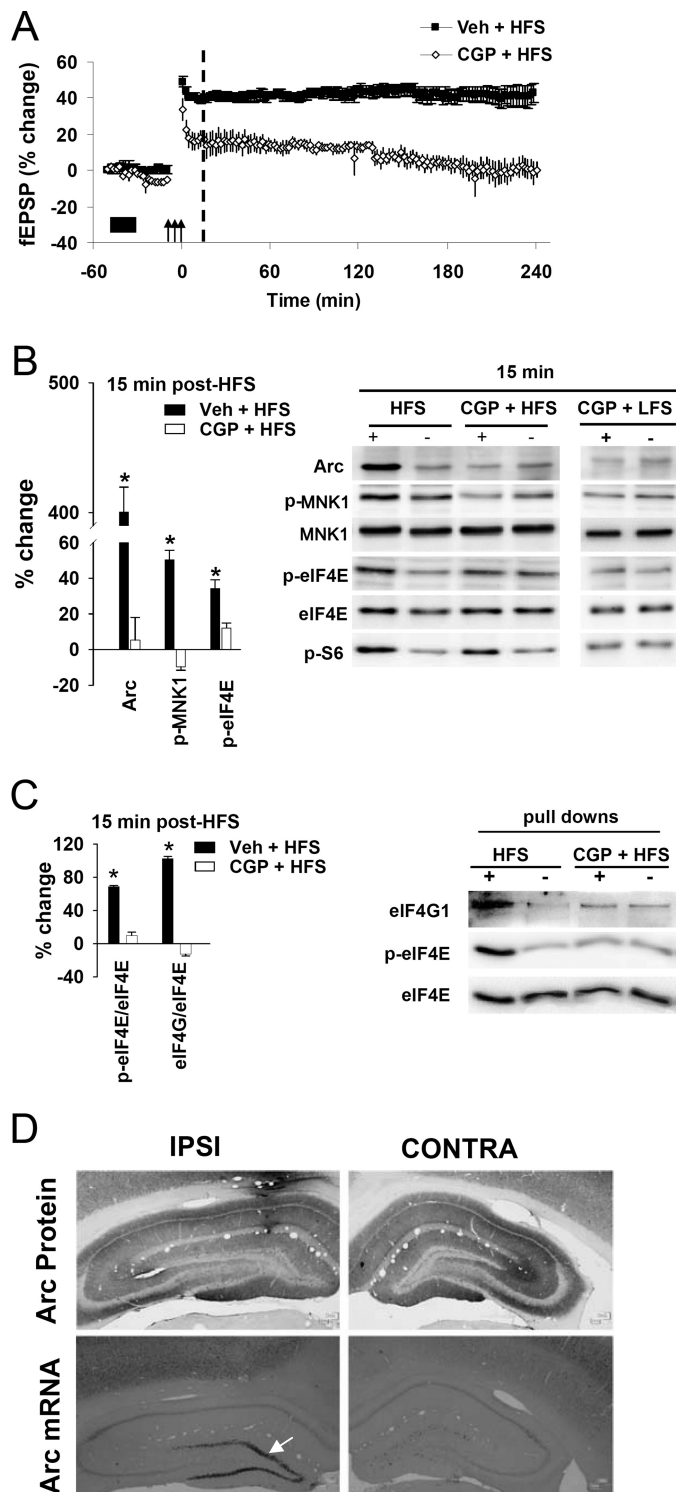 A
Veh + HFS
CGP + HFS
fEPSP (% change)
60
40
20
0
-20
-40
-60 0 60 120 180 240
Time (min)
B
500
400
60
40
20
0
-20
% change
15 min post-HFS
Veh + HFS
CGP + HFS
*
*
*
Arc
p-MNK1
p-eIF4E
15 min
HFS CGP + HFS CGP + LFS
+ - + - + -
Arc
p-MNK1
MNK1
p-eIF4E
eIF4E
p-S6
C
15 min post-HFS
Veh + HFS
CGP + HFS
% change
120
80
40
0
-40
*
*
p-eIF4E/eIF4E
eIF4G/eIF4E
pull downs
HFS CGP + HFS
+ - + -
eIF4G1
p-eIF4E
eIF4E
D
IPSI CONTRA
Arc Protein
Arc mRNA